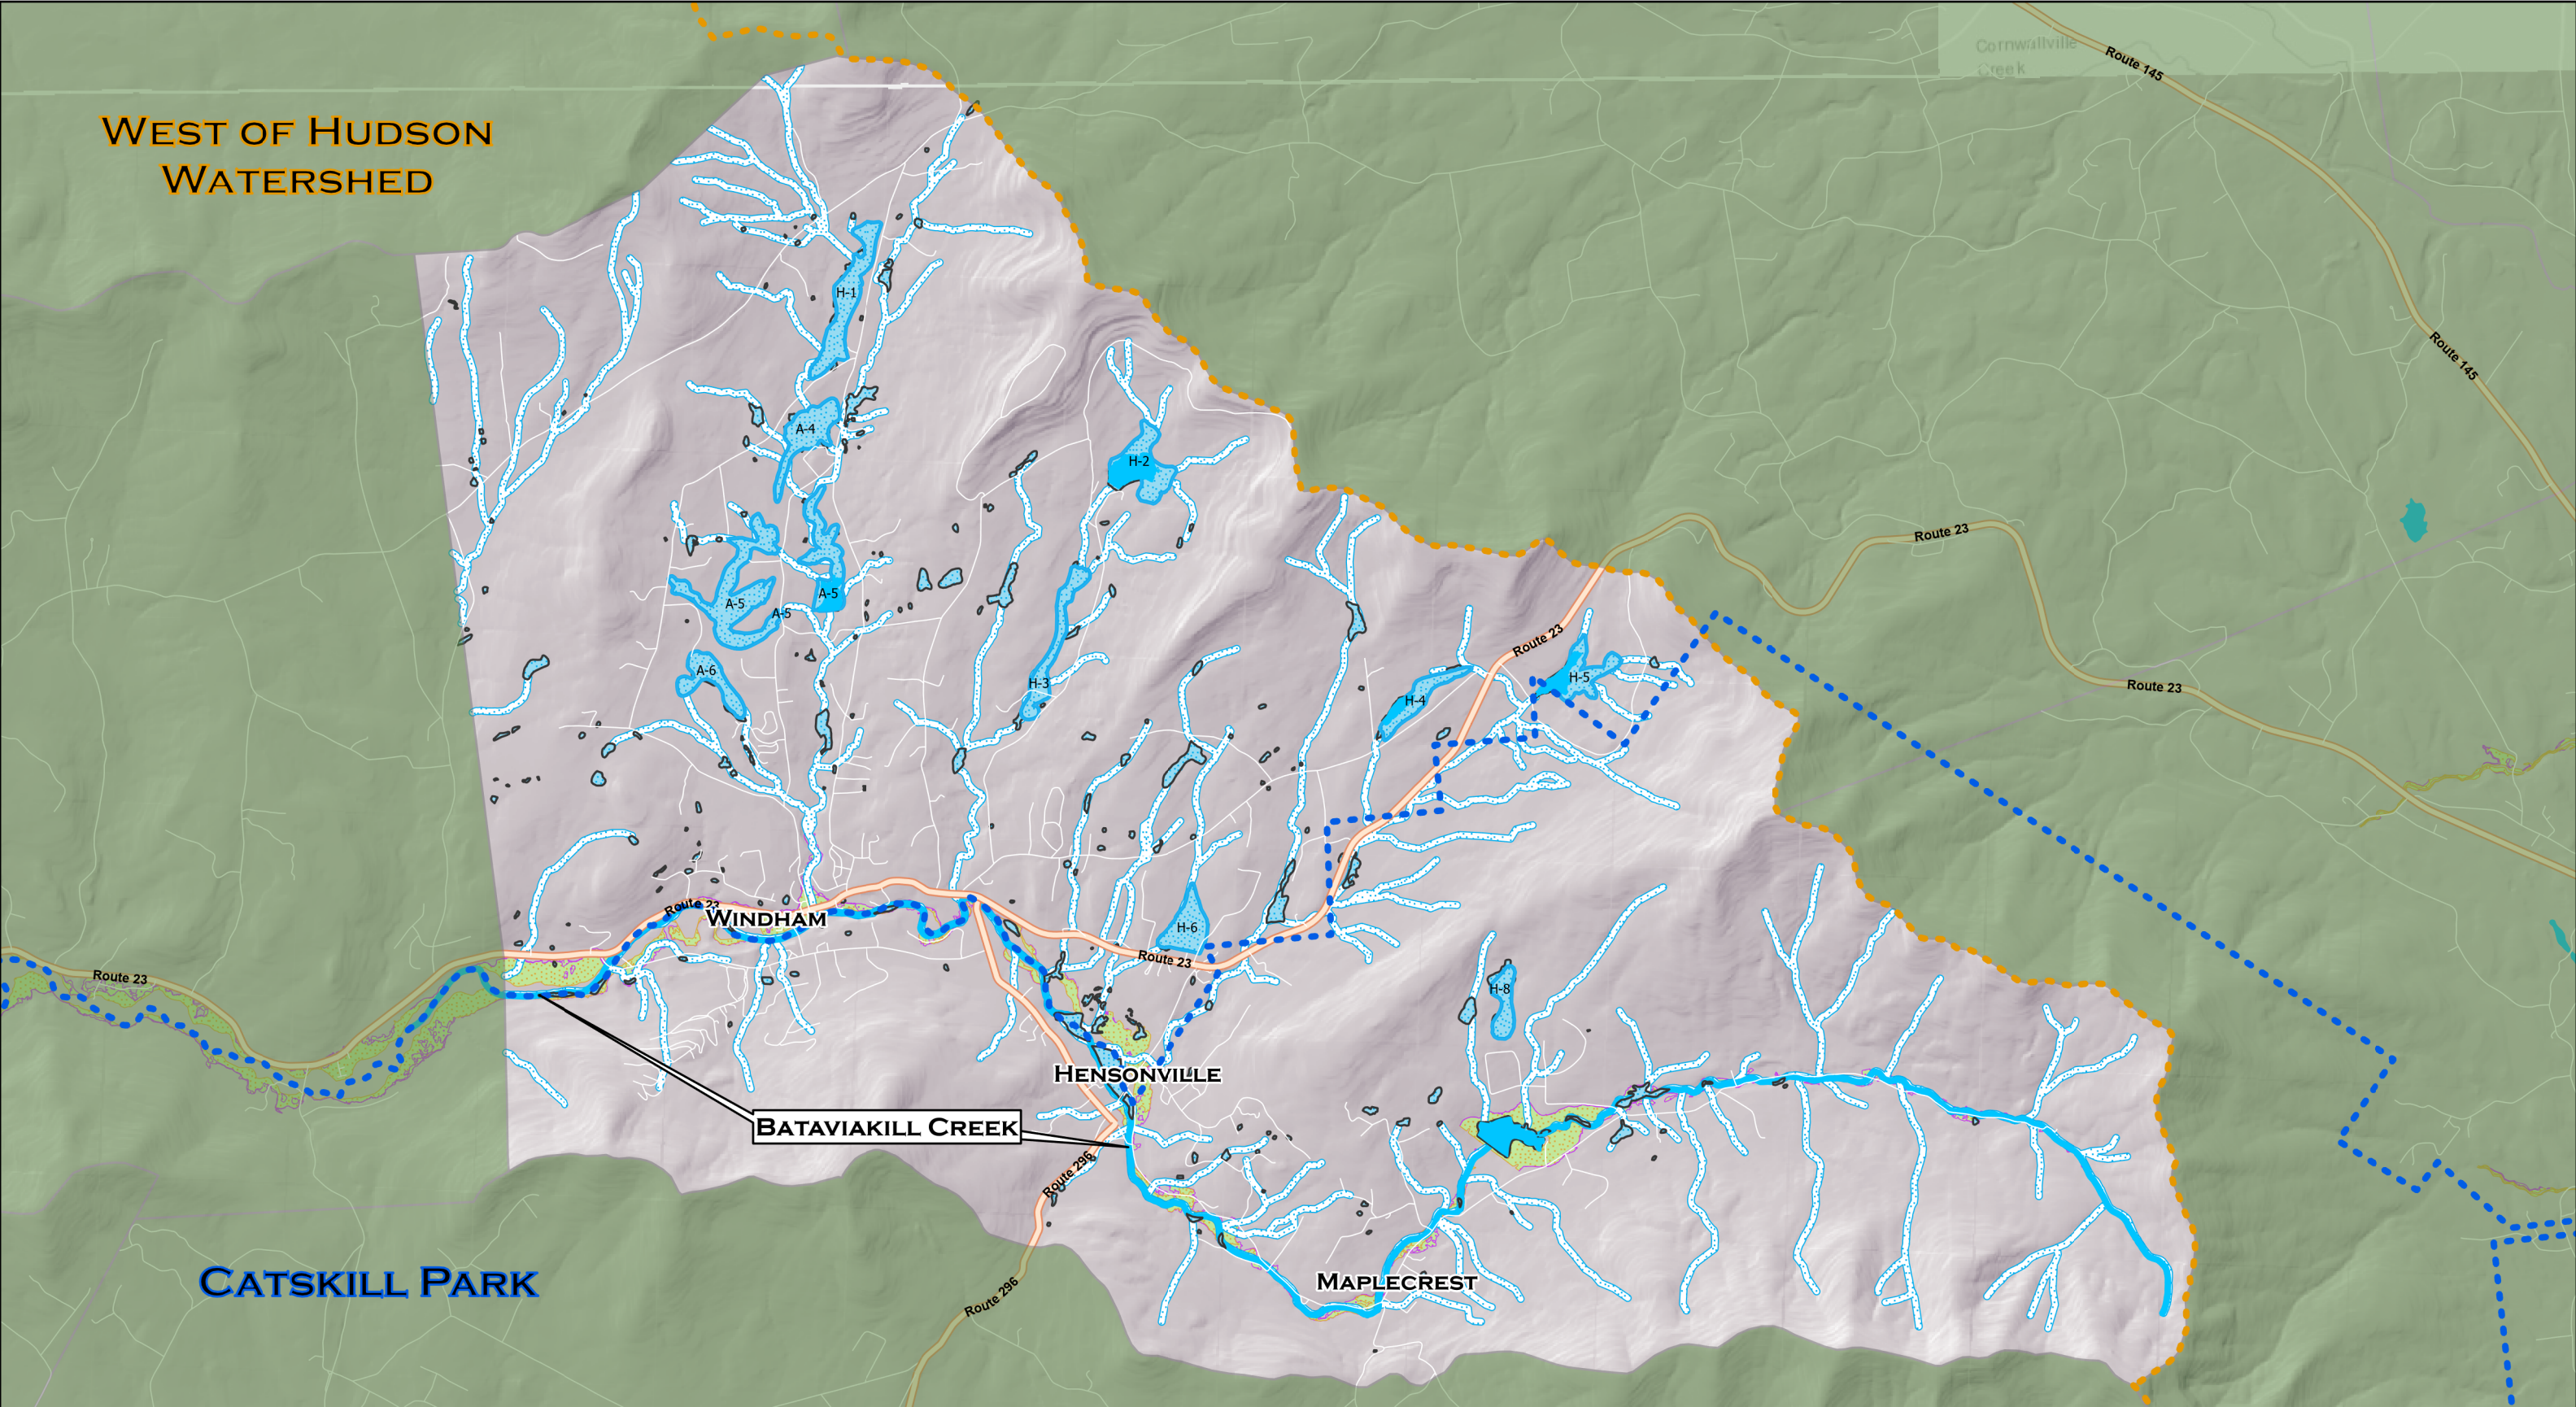 Cornwallville
Creek
Route 145
WEST OF HUDSON
WATERSHED
H-1
Route 145
A-4
H-2
Route 23
A-5
A-5
A-5
Route 23
A-6
H-3
H-4
H-5
Route 23
Route 23
WINDHAM
H-6
Route 23
Route 23
H-8
HENSONVILLE
BATAVIAKILL CREEK
Route 296
CATSKILL PARK
MAPLECREST
Route 296